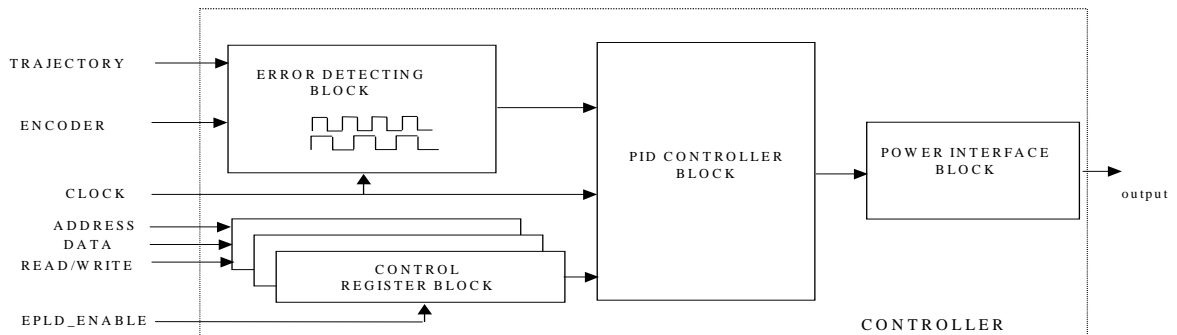 TRAJECTORY
ENCODER
CLOCK
ADDRESS
DATA
READ/WRITE
EPLD_ENABLE
ERROR DETECTING
BLOCK
CONTROL
REGISTER BLOCK
PID CONTROLLER
BLOCK
POWER INTERFACE
BLOCK
output
CONTROLLER